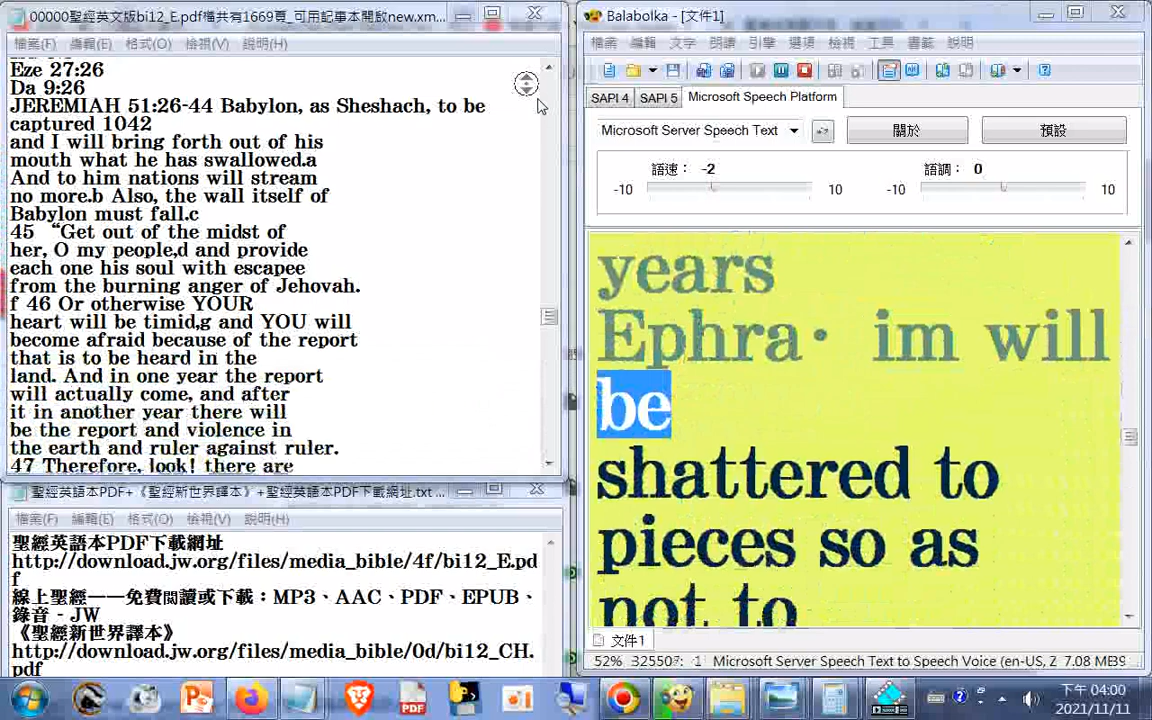 00000聖經英文版bi12_E.pdf檔共有1669頁_可用記事本開啟new.xm...
檔案(F) 編輯(E) 格式(O) 檢視(V) 說明(H)
Eze 27:26
Da 9:26
JEREMIAH 51:26-44 Babylon, as Sheshach, to be
captured 1042
and I will bring forth out of his
mouth what he has swallowed.a
And to him nations will stream
no more.b Also, the wall itself of
Babylon must fall.c
45 “Get out of the midst of
her, O my people,d and provide
each one his soul with escapee
from the burning anger of Jehovah.
f 46 Or otherwise YOUR
heart will be timid,g and YOU will
become afraid because of the report
that is to be heard in the
land. And in one year the report
will actually come, and after
it in another year there will
be the report and violence in
the earth and ruler against ruler.
47 Therefore, look! there are
聖經英語本PDF+《聖經新世界譯本》+聖經英語本PDF下載網址.txt ...
檔案(F) 編輯(E) 格式(O) 檢視(V) 說明(H)
聖經英語本PDF下載網址
http://download.jw.org/files/media_bible/4f/bi12_E.pd
f
線上聖經——免費閱讀或下載：MP3、AAC、PDF、EPUB、
錄音 - JW
《聖經新世界譯本》
http://download.jw.org/files/media_bible/0d/bi12_CH.
pdf
Balabolka - [文件1]
檔案 編輯 文字 朗讀 引擎 選項 檢視 工具 書籤 說明
SAPI 4 SAPI 5 Microsoft Speech Platform
Microsoft Server Speech Text 關於 預設
語速： -2 語調： 0
-10 10 -10 10
years
Ephra· im will
be
shattered to
pieces so as
not to
文件1
52% 325507: 1 Microsoft Server Speech Text to Speech Voice (en-US, Z 7.08 MB
下午 04:00
2021/11/11